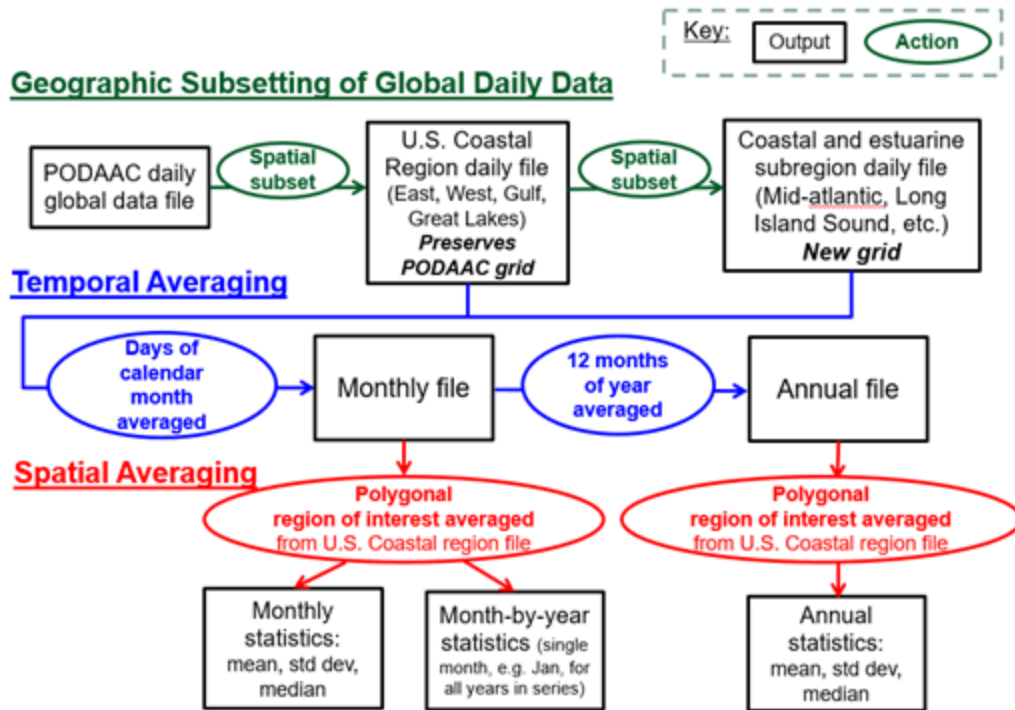 Key:
Output
Action
Geographic Subsetting of Global Daily Data
PODAAC daily
global data file
Spatial
subset
U.S. Coastal
Region daily file
(East, West, Gulf,
Great Lakes)
Preserves
PODAAC grid
Spatial
subset
Coastal and estuarine
subregion daily file
(Mid-atlantic, Long
Island Sound, etc.)
New grid
Temporal Averaging
Days of
calendar
month
averaged
Monthly file
12 months
of year
averaged
Annual file
Spatial Averaging
Polygonal
region of interest averaged
from U.S. Coastal region file
Polygonal
region of interest averaged
from U.S. Coastal region file
Monthly
statistics:
mean, std dev,
median
Month-by-year
statistics (single
month, e.g. Jan, for
all years in series)
Annual
statistics:
mean, std dev,
median